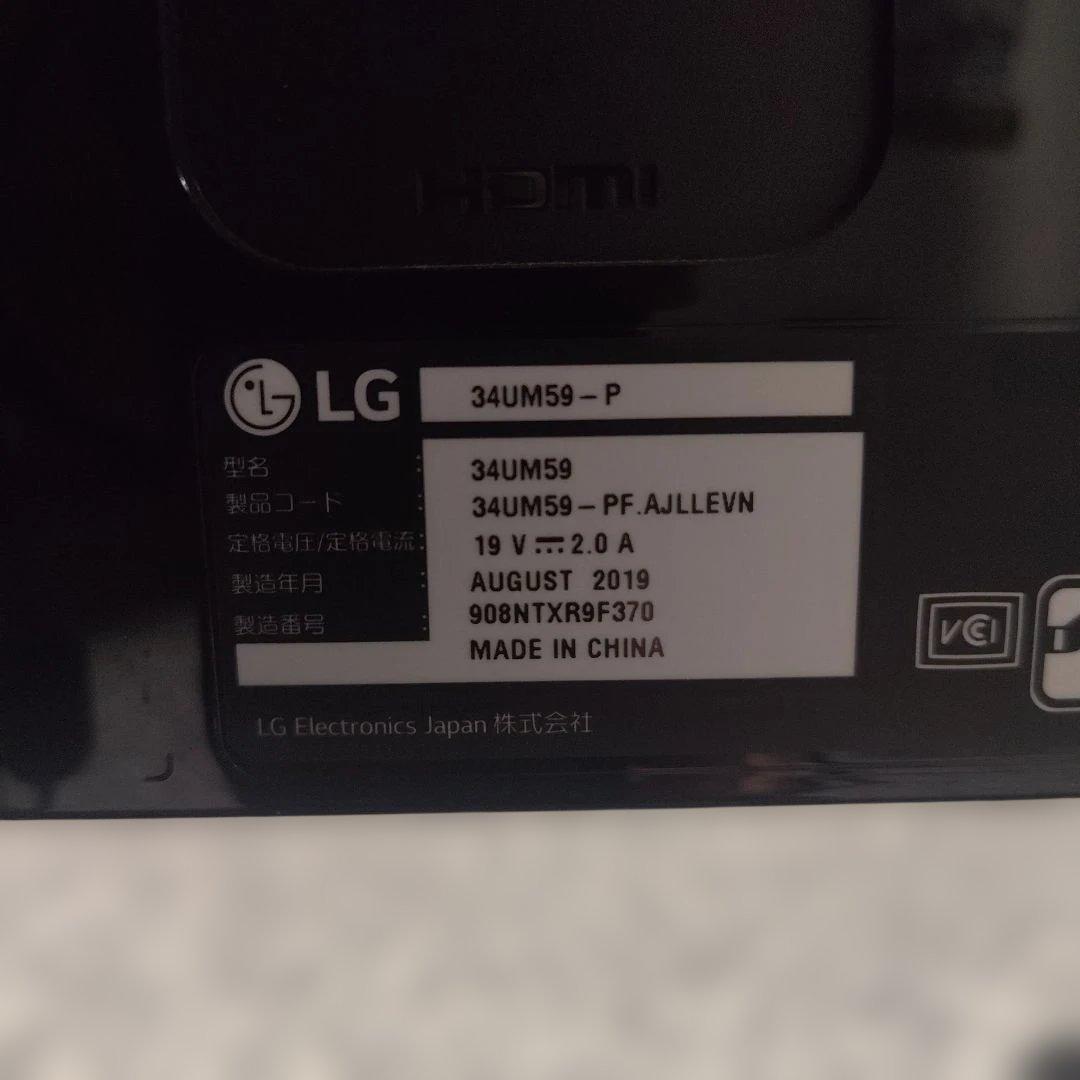 HDMI
LG 34UM59-P
型名 : 34UM59
製品コード : 34UM59-PF.AJLLEVN
定格電圧/定格電流 : 19 V ⎓ 2.0 A
製造年月 : AUGUST 2019
製造番号 : 908NTXR9F370
MADE IN CHINA
VCCI
LG Electronics Japan 株式会社